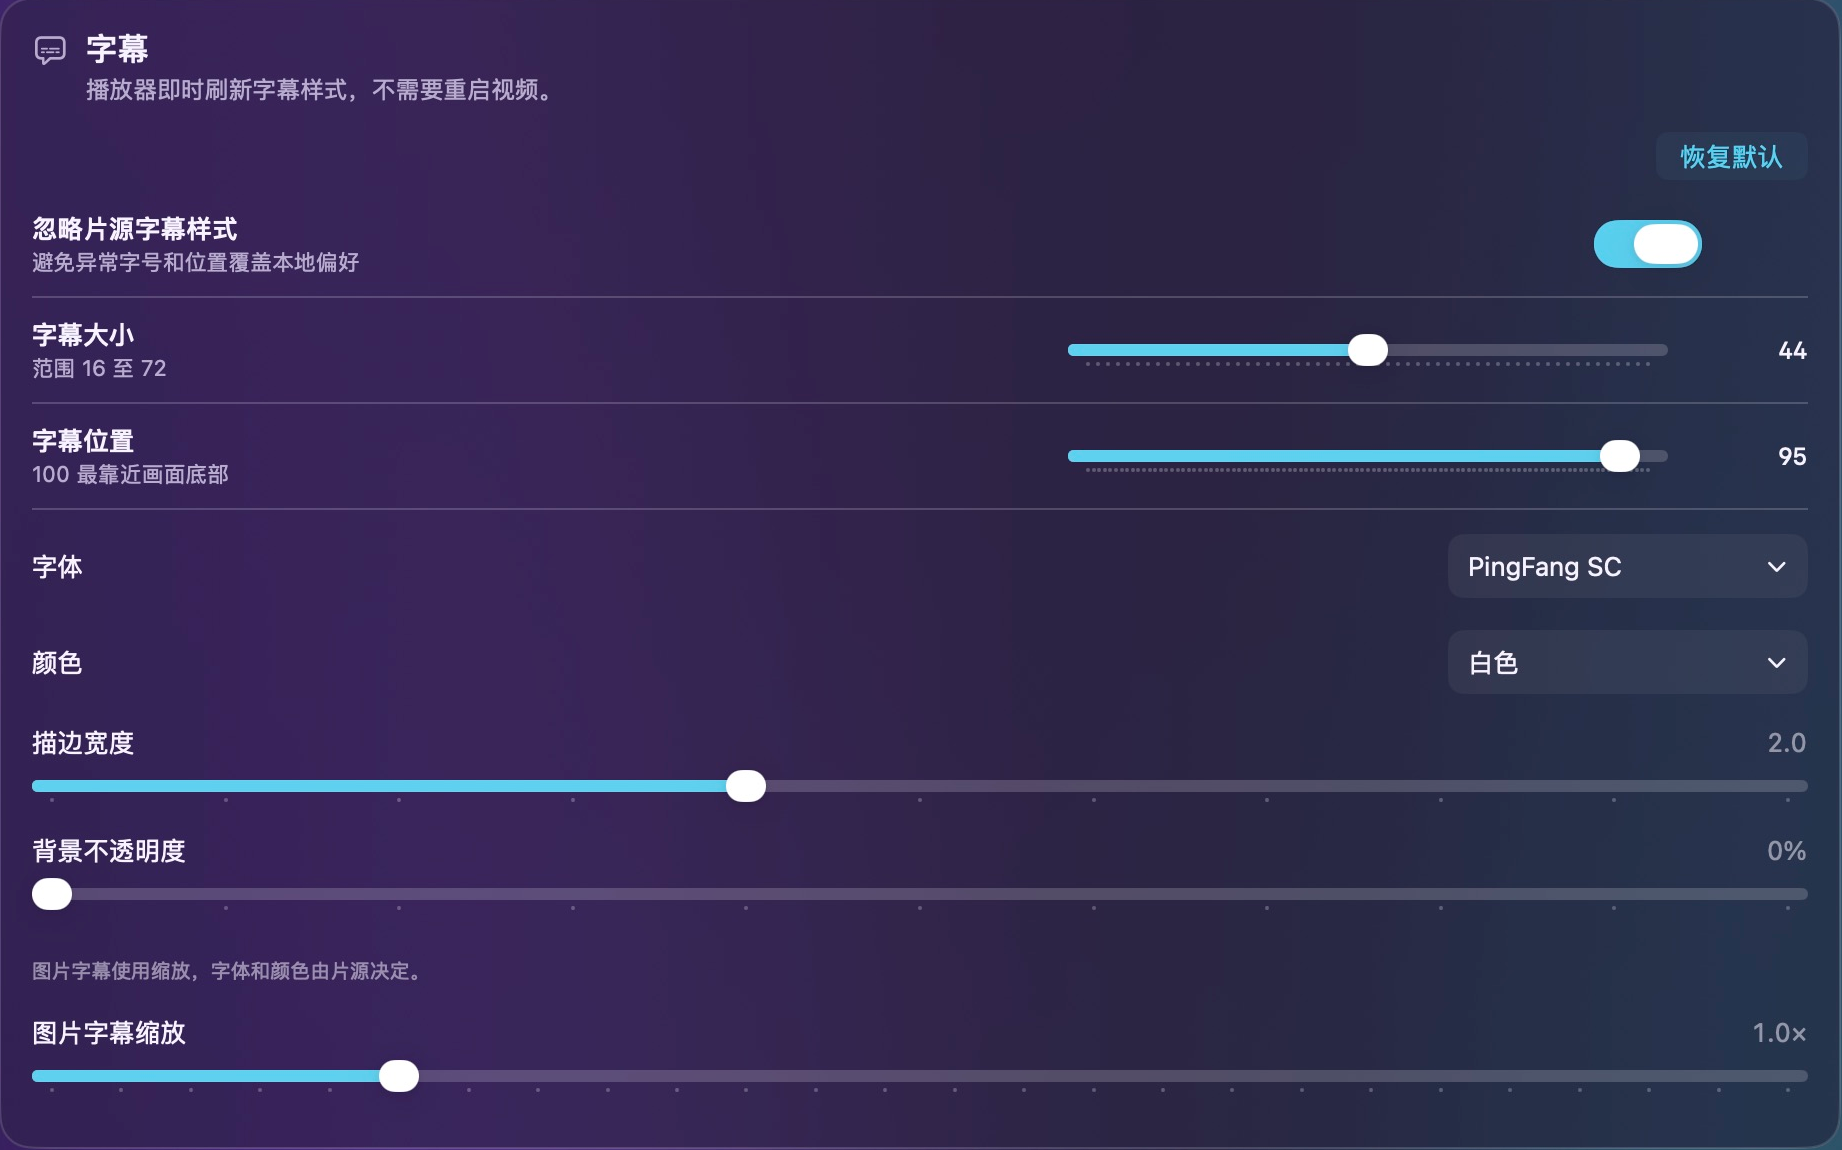 字幕
播放器即时刷新字幕样式，不需要重启视频。
恢复默认
忽略片源字幕样式
避免异常字号和位置覆盖本地偏好
字幕大小
范围 16 至 72
44
字幕位置
100 最靠近画面底部
95
字体
PingFang SC
颜色
白色
描边宽度
2.0
背景不透明度
0%
图片字幕使用缩放，字体和颜色由片源决定。
图片字幕缩放
1.0×